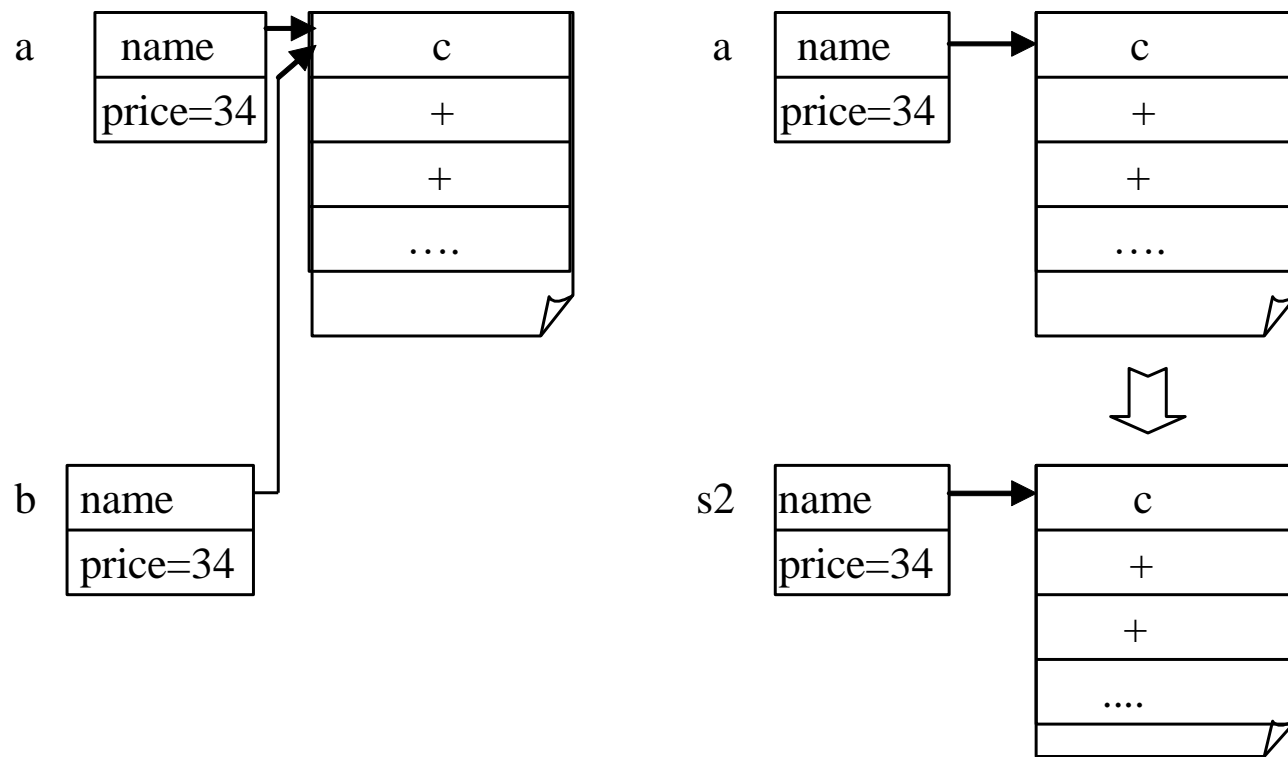 a
name
price=34
c
+
+
….
b
name
price=34
a
name
price=34
c
+
+
….
s2
name
price=34
c
+
+
....